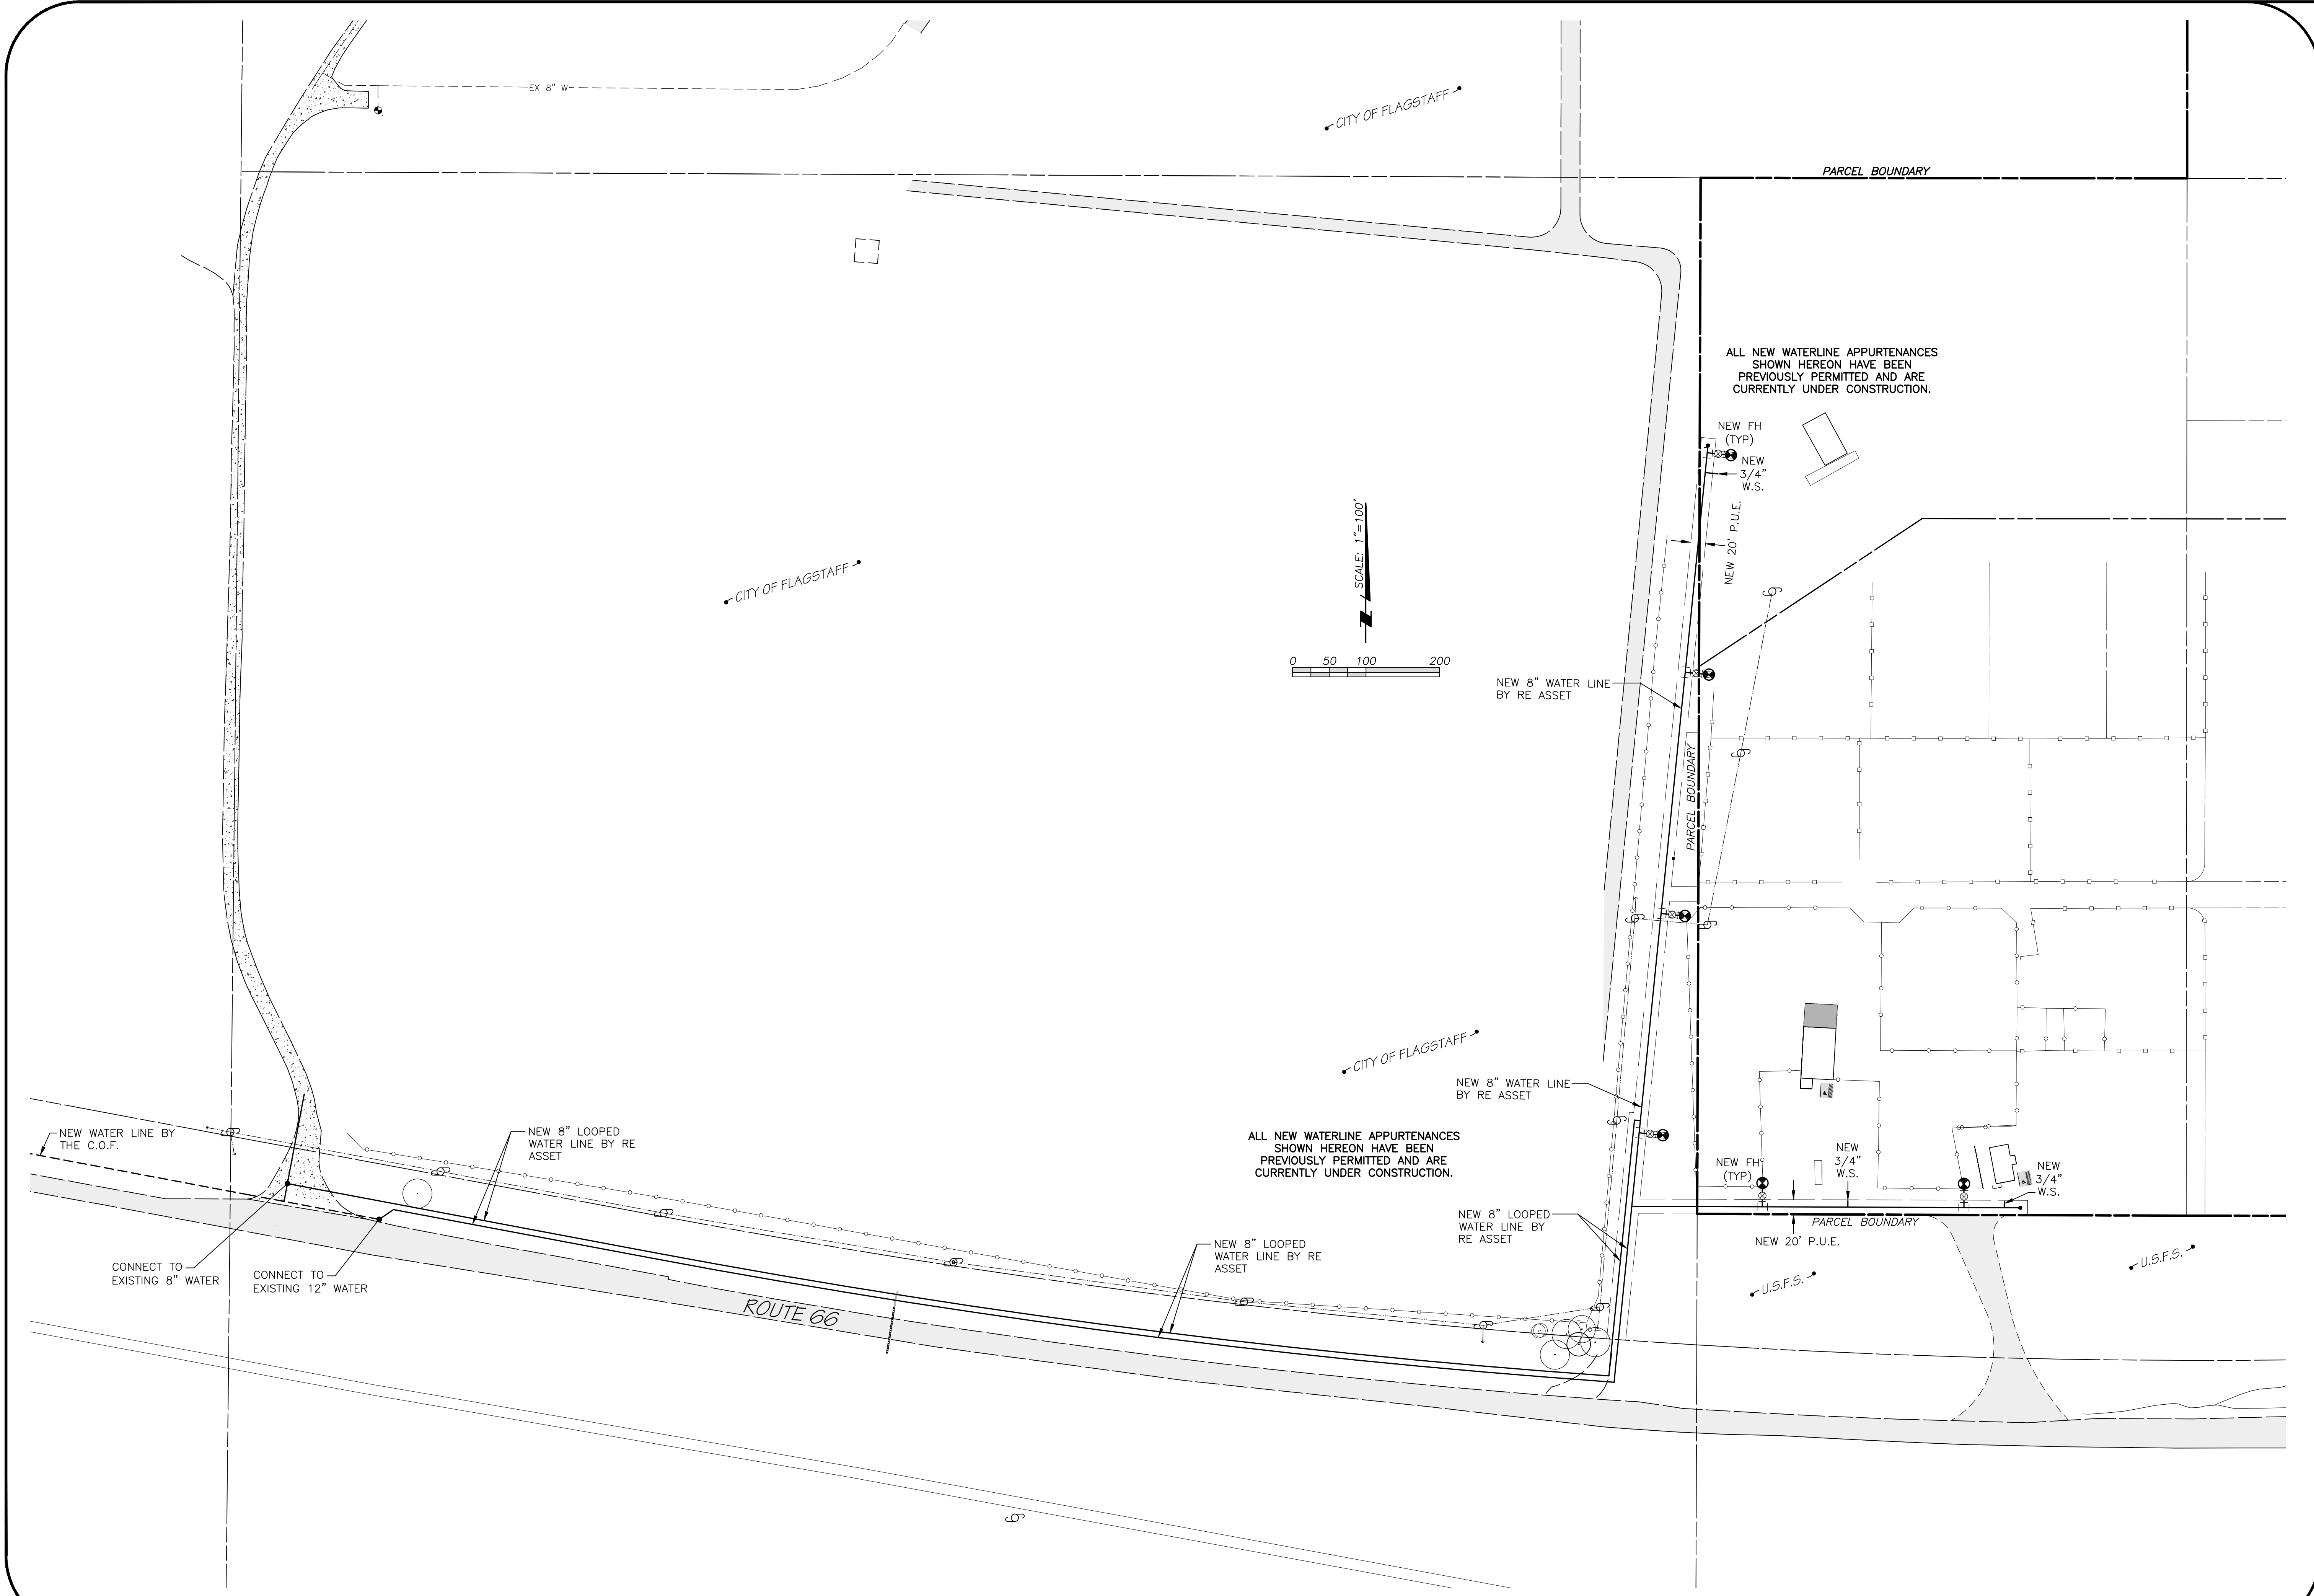 EX 8" W
CITY OF FLAGSTAFF
PARCEL BOUNDARY
ALL NEW WATERLINE APPURTENANCES
SHOWN HEREON HAVE BEEN
PREVIOUSLY PERMITTED AND ARE
CURRENTLY UNDER CONSTRUCTION.
NEW FH
(TYP)
NEW
3/4"
W.S.
NEW 20' P.U.E.
SCALE: 1"=100'
N
0 50 100 200
CITY OF FLAGSTAFF
NEW 8" WATER LINE
BY RE ASSET
PARCEL BOUNDARY
CITY OF FLAGSTAFF
NEW 8" WATER LINE
BY RE ASSET
ALL NEW WATERLINE APPURTENANCES
SHOWN HEREON HAVE BEEN
PREVIOUSLY PERMITTED AND ARE
CURRENTLY UNDER CONSTRUCTION.
NEW WATER LINE BY
THE C.O.F.
NEW 8" LOOPED
WATER LINE BY RE
ASSET
NEW FH
(TYP)
NEW
3/4"
W.S.
NEW
3/4"
W.S.
NEW 8" LOOPED
WATER LINE BY
RE ASSET
PARCEL BOUNDARY
NEW 20' P.U.E.
U.S.F.S.
U.S.F.S.
NEW 8" LOOPED
WATER LINE BY RE
ASSET
CONNECT TO
EXISTING 8" WATER
CONNECT TO
EXISTING 12" WATER
ROUTE 66